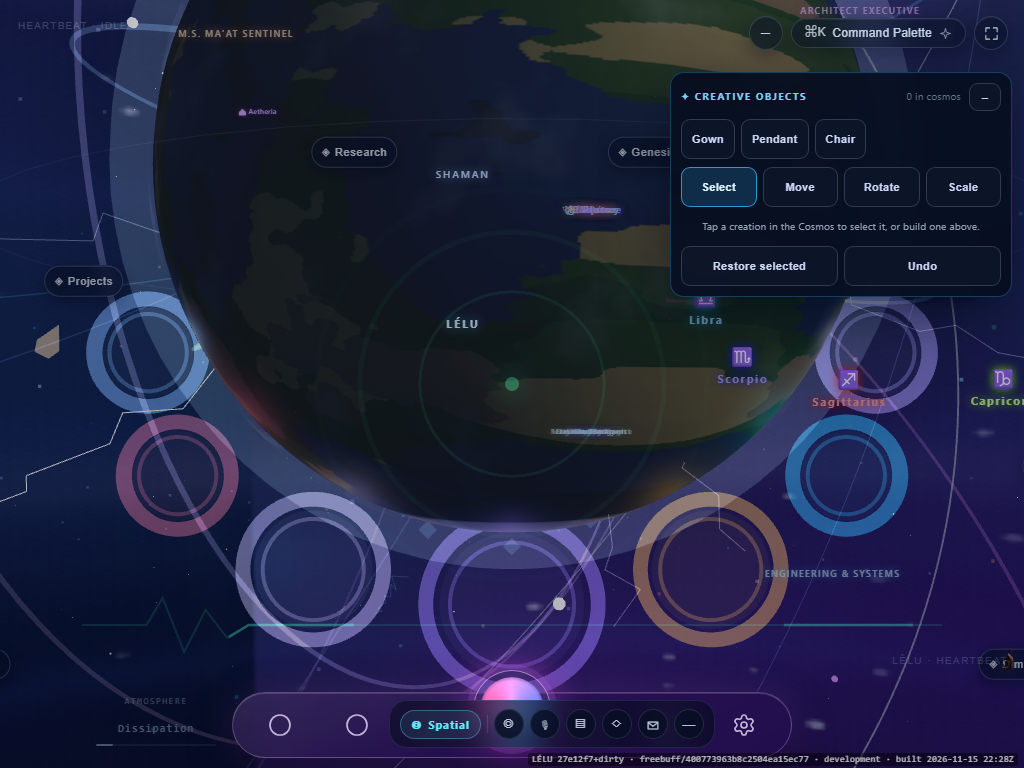 ARCHITECT EXECUTIVE
HEARTBEAT · IDLE
M.S. MA'AT SENTINEL
⌘K Command Palette
CREATIVE OBJECTS
0 in cosmos
Aetheria
Gown
Pendant
Chair
Research
Genesi
SHAMAN
Select
Move
Rotate
Scale
Tap a creation in the Cosmos to select it, or build one above.
Restore selected
Undo
Projects
LÉLU
Libra
Scorpio
Sagittarius
Capricor
ENGINEERING & SYSTEMS
LÉLU · HEARTBEAT
ATMOSPHERE
Dissipation
Spatial
LÉLU 27e12f7+dirty · freebuff/400773963b8c2504ea15ec77 · development · built 2026-11-15 22:28Z